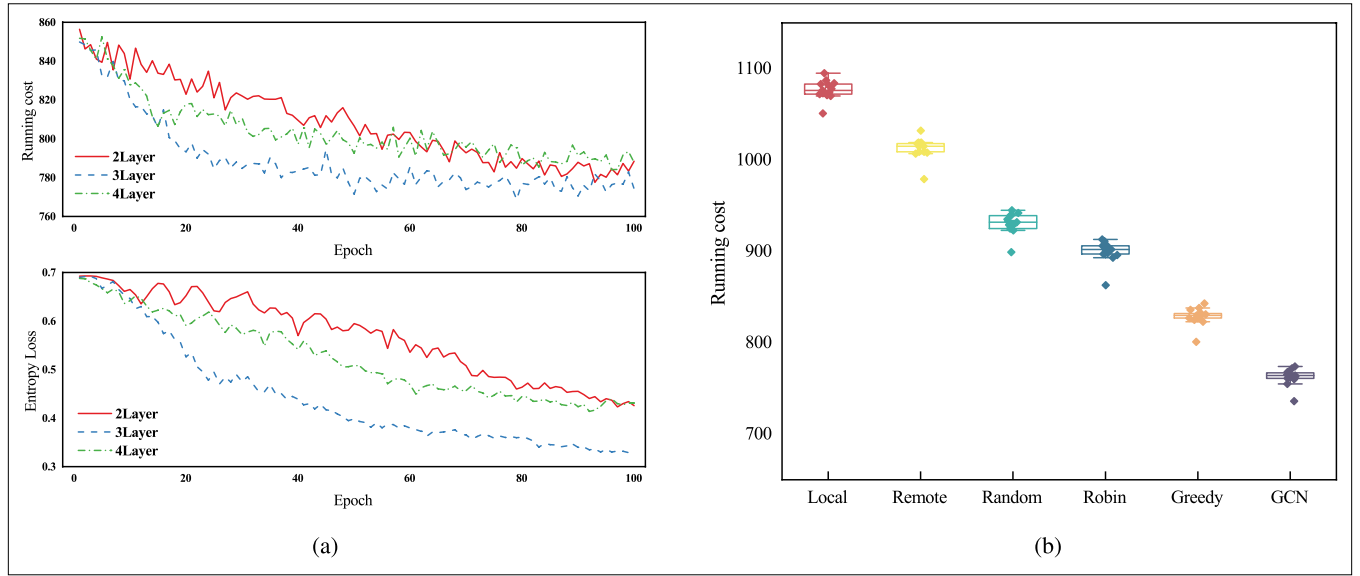 860
840
820
800
780
760
Running cost
2Layer
3Layer
4Layer
0
20
40
60
80
100
Epoch
0.7
0.6
0.5
0.4
0.3
Entropy Loss
2Layer
3Layer
4Layer
0
20
40
60
80
100
Epoch
(a)
1100
1000
900
800
700
Running cost
Local
Remote
Random
Robin
Greedy
GCN
(b)